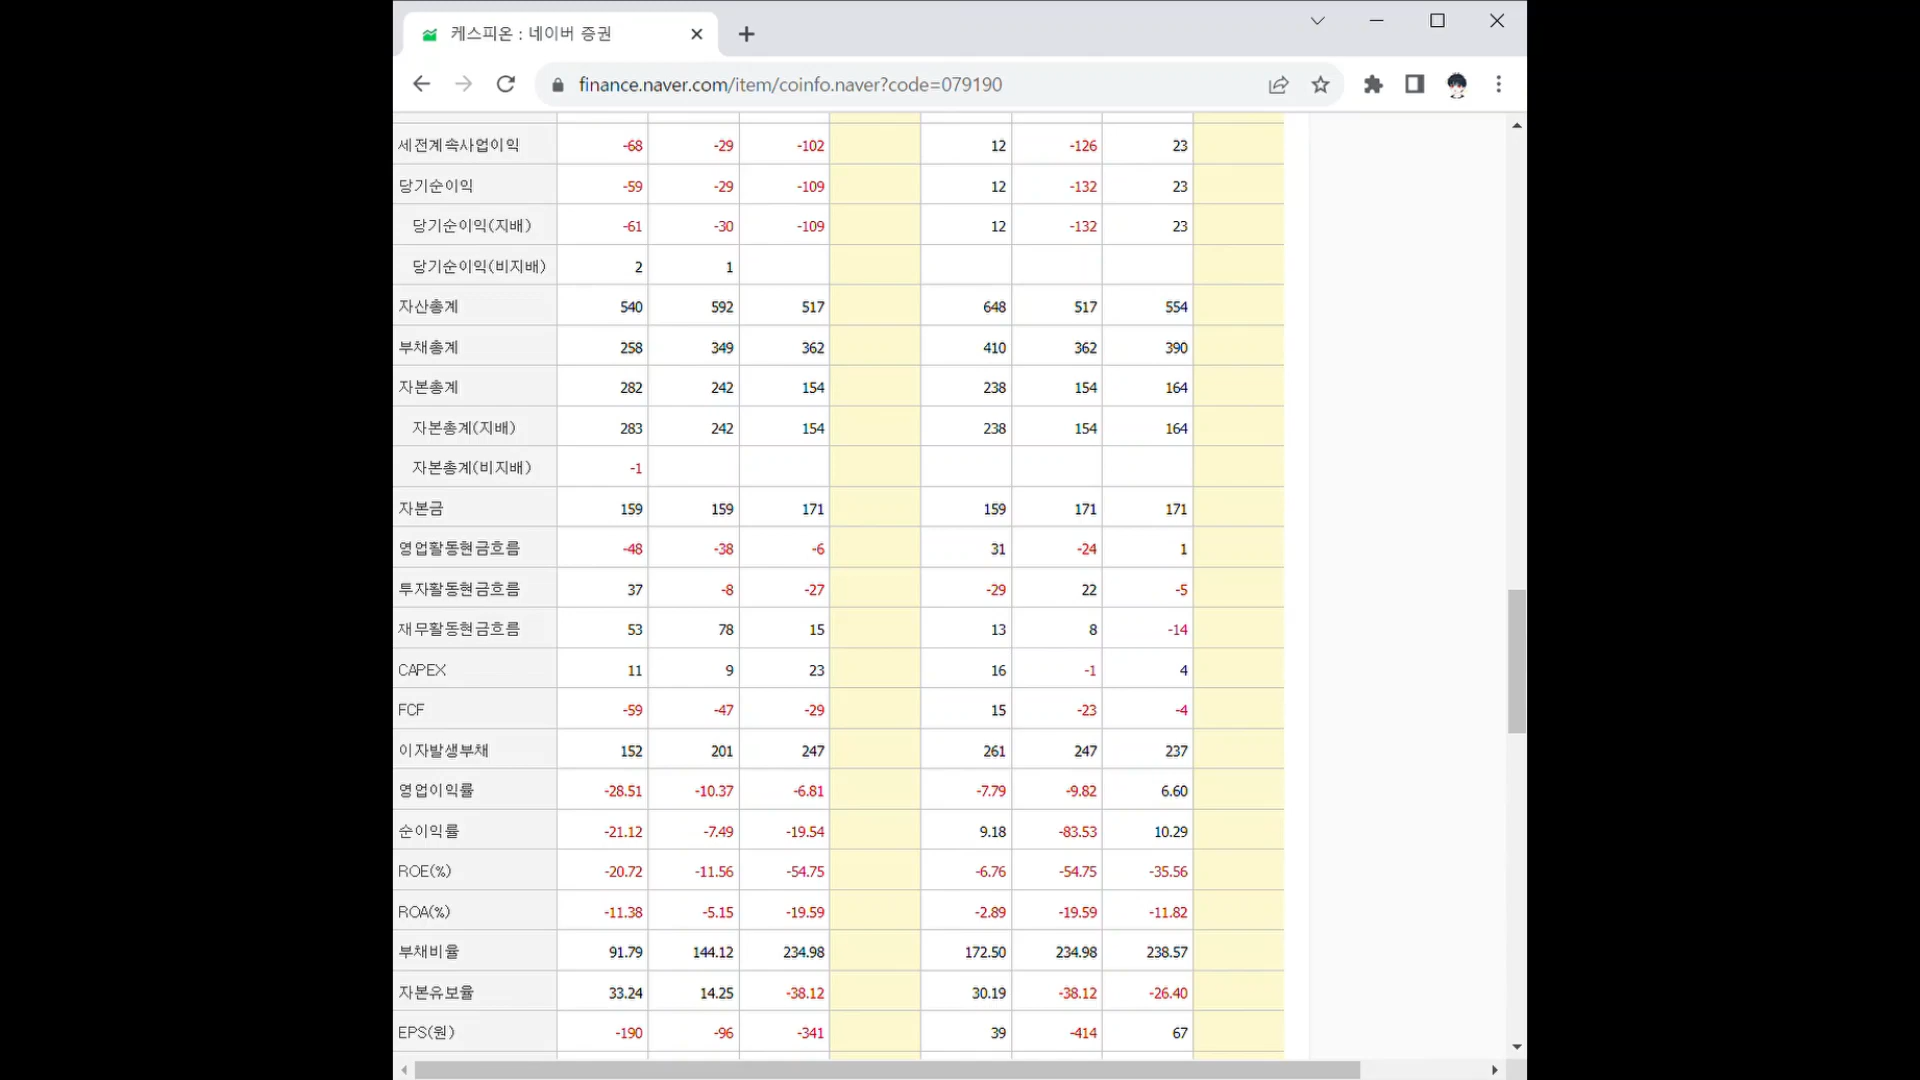 케스피온 : 네이버 증권
finance.naver.com/item/coinfo.naver?code=079190
세전계속사업이익 -68 -29 -102 12 -126 23
당기순이익 -59 -29 -109 12 -132 23
당기순이익(지배) -61 -30 -109 12 -132 23
당기순이익(비지배) 2 1
자산총계 540 592 517 648 517 554
부채총계 258 349 362 410 362 390
자본총계 282 242 154 238 154 164
자본총계(지배) 283 242 154 238 154 164
자본총계(비지배) -1
자본금 159 159 171 159 171 171
영업활동현금흐름 -48 -38 -6 31 -24 1
투자활동현금흐름 37 -8 -27 -29 22 -5
재무활동현금흐름 53 78 15 13 8 -14
CAPEX 11 9 23 16 -1 4
FCF -59 -47 -29 15 -23 -4
이자발생부채 152 201 247 261 247 237
영업이익률 -28.51 -10.37 -6.81 -7.79 -9.82 6.60
순이익률 -21.12 -7.49 -19.54 9.18 -83.53 10.29
ROE(%) -20.72 -11.56 -54.75 -6.76 -54.75 -35.56
ROA(%) -11.38 -5.15 -19.59 -2.89 -19.59 -11.82
부채비율 91.79 144.12 234.98 172.50 234.98 238.57
자본유보율 33.24 14.25 -38.12 30.19 -38.12 -26.40
EPS(원) -190 -96 -341 39 -414 67